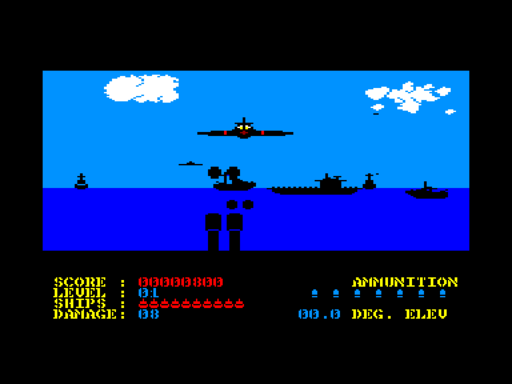 SCORE : 00000800 AMMUNITION
LEVEL : 01
SHIPS :
DAMAGE: 08 00.0 DEG. ELEV